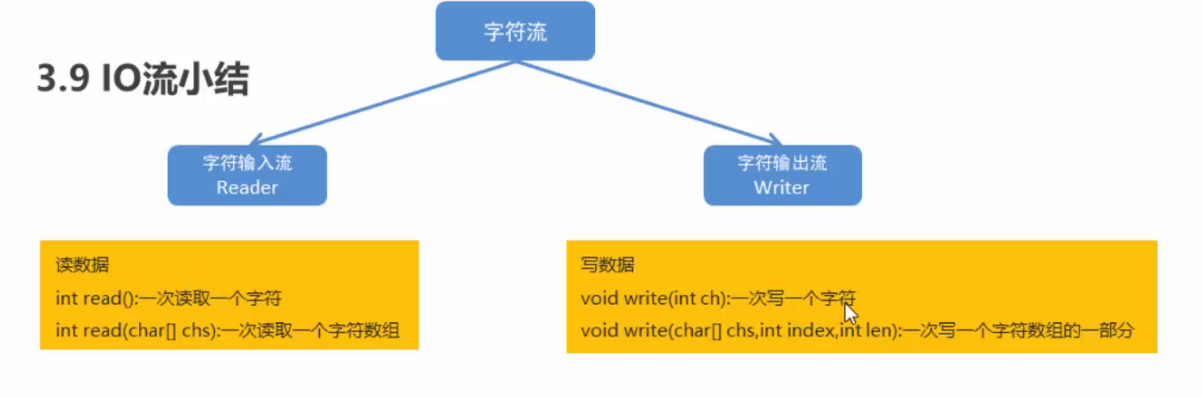 字符流
3.9 IO流小结
字符输入流
Reader
字符输出流
Writer
读数据
int read():一次读取一个字符
int read(char[] chs):一次读取一个字符数组
写数据
void write(int ch):一次写一个字符
void write(char[] chs,int index,int len):一次写一个字符数组的一部分